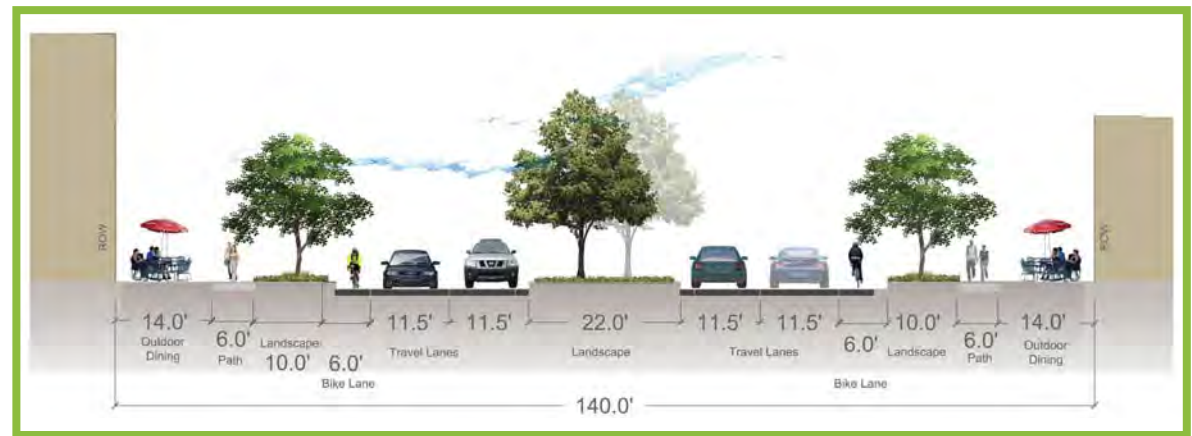 ROW
ROW
14.0' 11.5' 11.5' 22.0' 11.5' 11.5' 10.0' 14.0'
Outdoor Dining
6.0' Path
Landscape 10.0'
6.0' Bike Lane
Travel Lanes
Landscape
Travel Lanes
6.0' Bike Lane
Landscape
6.0' Path
Outdoor Dining
140.0'